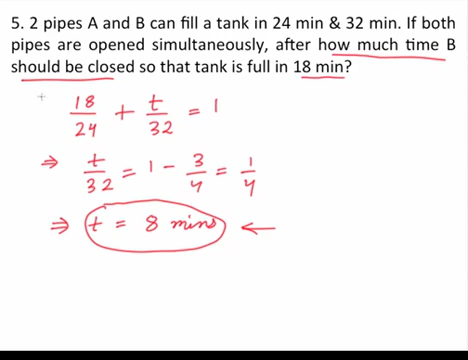 5. 2 pipes A and B can fill a tank in 24 min & 32 min. If both
pipes are opened simultaneously, after how much time B
should be closed so that tank is full in 18 min?
18/24 + t/32 = 1
⇒ t/32 = 1 - 3/4 = 1/4
⇒ t = 8 mins ←